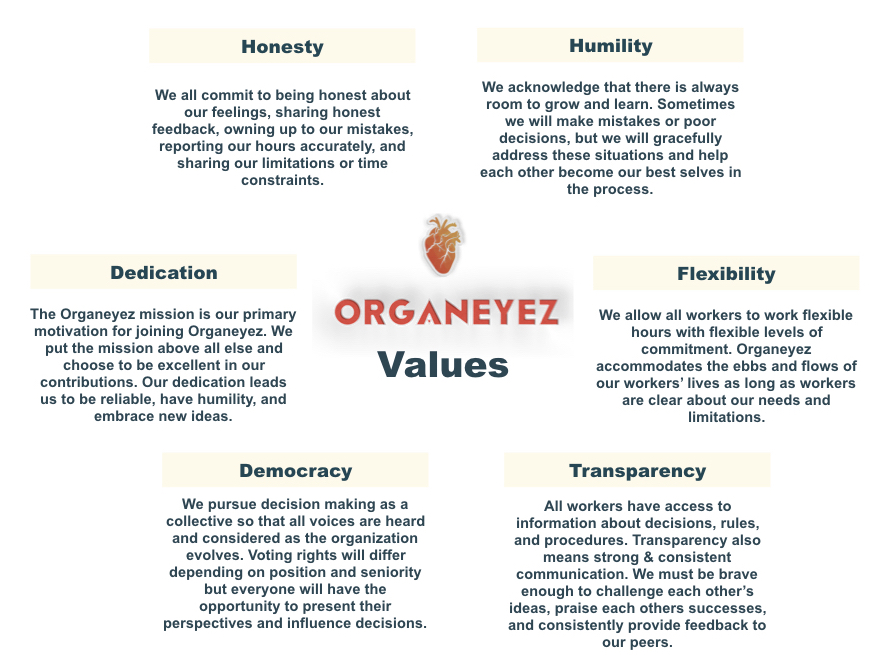 Honesty
We all commit to being honest about
our feelings, sharing honest
feedback, owning up to our mistakes,
reporting our hours accurately, and
sharing our limitations or time
constraints.
Humility
We acknowledge that there is always
room to grow and learn. Sometimes
we will make mistakes or poor
decisions, but we will gracefully
address these situations and help
each other become our best selves in
the process.
Dedication
The Organeyez mission is our primary
motivation for joining Organeyez. We
put the mission above all else and
choose to be excellent in our
contributions. Our dedication leads
us to be reliable, have humility, and
embrace new ideas.
ORGANEYEZ
Values
Flexibility
We allow all workers to work flexible
hours with flexible levels of
commitment. Organeyez
accommodates the ebbs and flows of
our workers’ lives as long as workers
are clear about our needs and
limitations.
Democracy
We pursue decision making as a
collective so that all voices are heard
and considered as the organization
evolves. Voting rights will differ
depending on position and seniority
but everyone will have the
opportunity to present their
perspectives and influence decisions.
Transparency
All workers have access to
information about decisions, rules,
and procedures. Transparency also
means strong & consistent
communication. We must be brave
enough to challenge each other’s
ideas, praise each others successes,
and consistently provide feedback to
our peers.